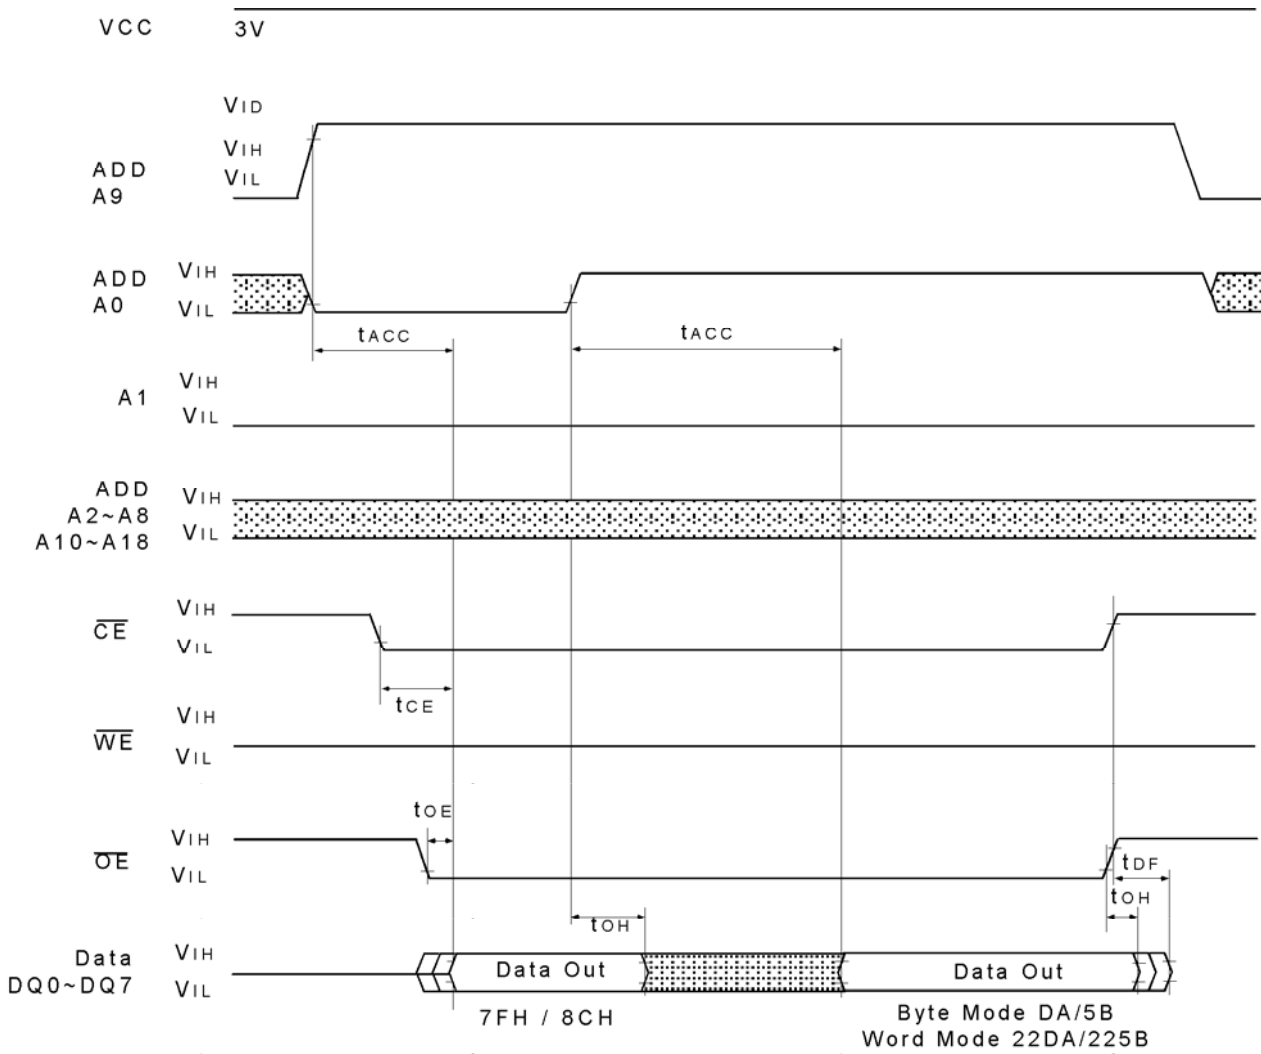 VCC 3V
VID
VIH
VIL
ADD
A9
ADD
A0
VIH
VIL
tACC tACC
A1
VIH
VIL
ADD
A2~A8
A10~A18
VIH
VIL
CE
VIH
VIL
tCE
WE
VIH
VIL
tOE
OE
VIH
VIL
tDF
tOH
tOH
Data
DQ0~DQ7
VIH
VIL
Data Out
Data Out
7FH / 8CH
Byte Mode DA/5B
Word Mode 22DA/225B